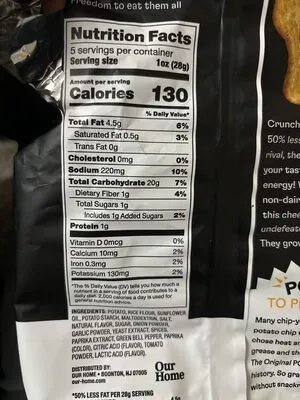 Freedom to eat them all
Nutrition Facts
5 servings per container
Serving size 1oz (28g)
Amount per serving
Calories 130
% Daily Value*
Total Fat 4.5g 6%
Saturated Fat 0.5g 3%
Trans Fat 0g
Cholesterol 0mg 0%
Sodium 220mg 10%
Total Carbohydrate 20g 7%
Dietary Fiber 1g 4%
Total Sugars 1g
Includes 1g Added Sugars 2%
Protein 1g
Vitamin D 0mcg 0%
Calcium 10mg 2%
Iron 0.3mg 2%
Potassium 130mg 2%
*The % Daily Value (DV) tells you how much a
nutrient in a serving of food contributes to a
daily diet. 2,000 calories a day is used for
general nutrition advice.
INGREDIENTS: POTATO, RICE FLOUR, SUNFLOWER
OIL, POTATO STARCH, MALTODEXTRIN, SALT,
NATURAL FLAVOR, SUGAR, ONION POWDER,
GARLIC POWDER, YEAST EXTRACT, SPICES,
PAPRIKA EXTRACT, GREEN BELL PEPPER, PAPRIKA
(COLOR), CITRIC ACID (FLAVOR), TOMATO
POWDER, LACTIC ACID (FLAVOR).
DISTRIBUTED BY:
OUR HOME • BOONTON, NJ 07005
our-home.com
Our
Home
*50% LESS FAT PER 28g SERVING
4.5g
Crunch
50% less
rival, the
your tast
energy! V
non-dair
this chee
undefeate
They grov
PO
TO P
Many chip-y
potato chip
chose heat an
grease and th
The Original PO
history. So gra
without snack